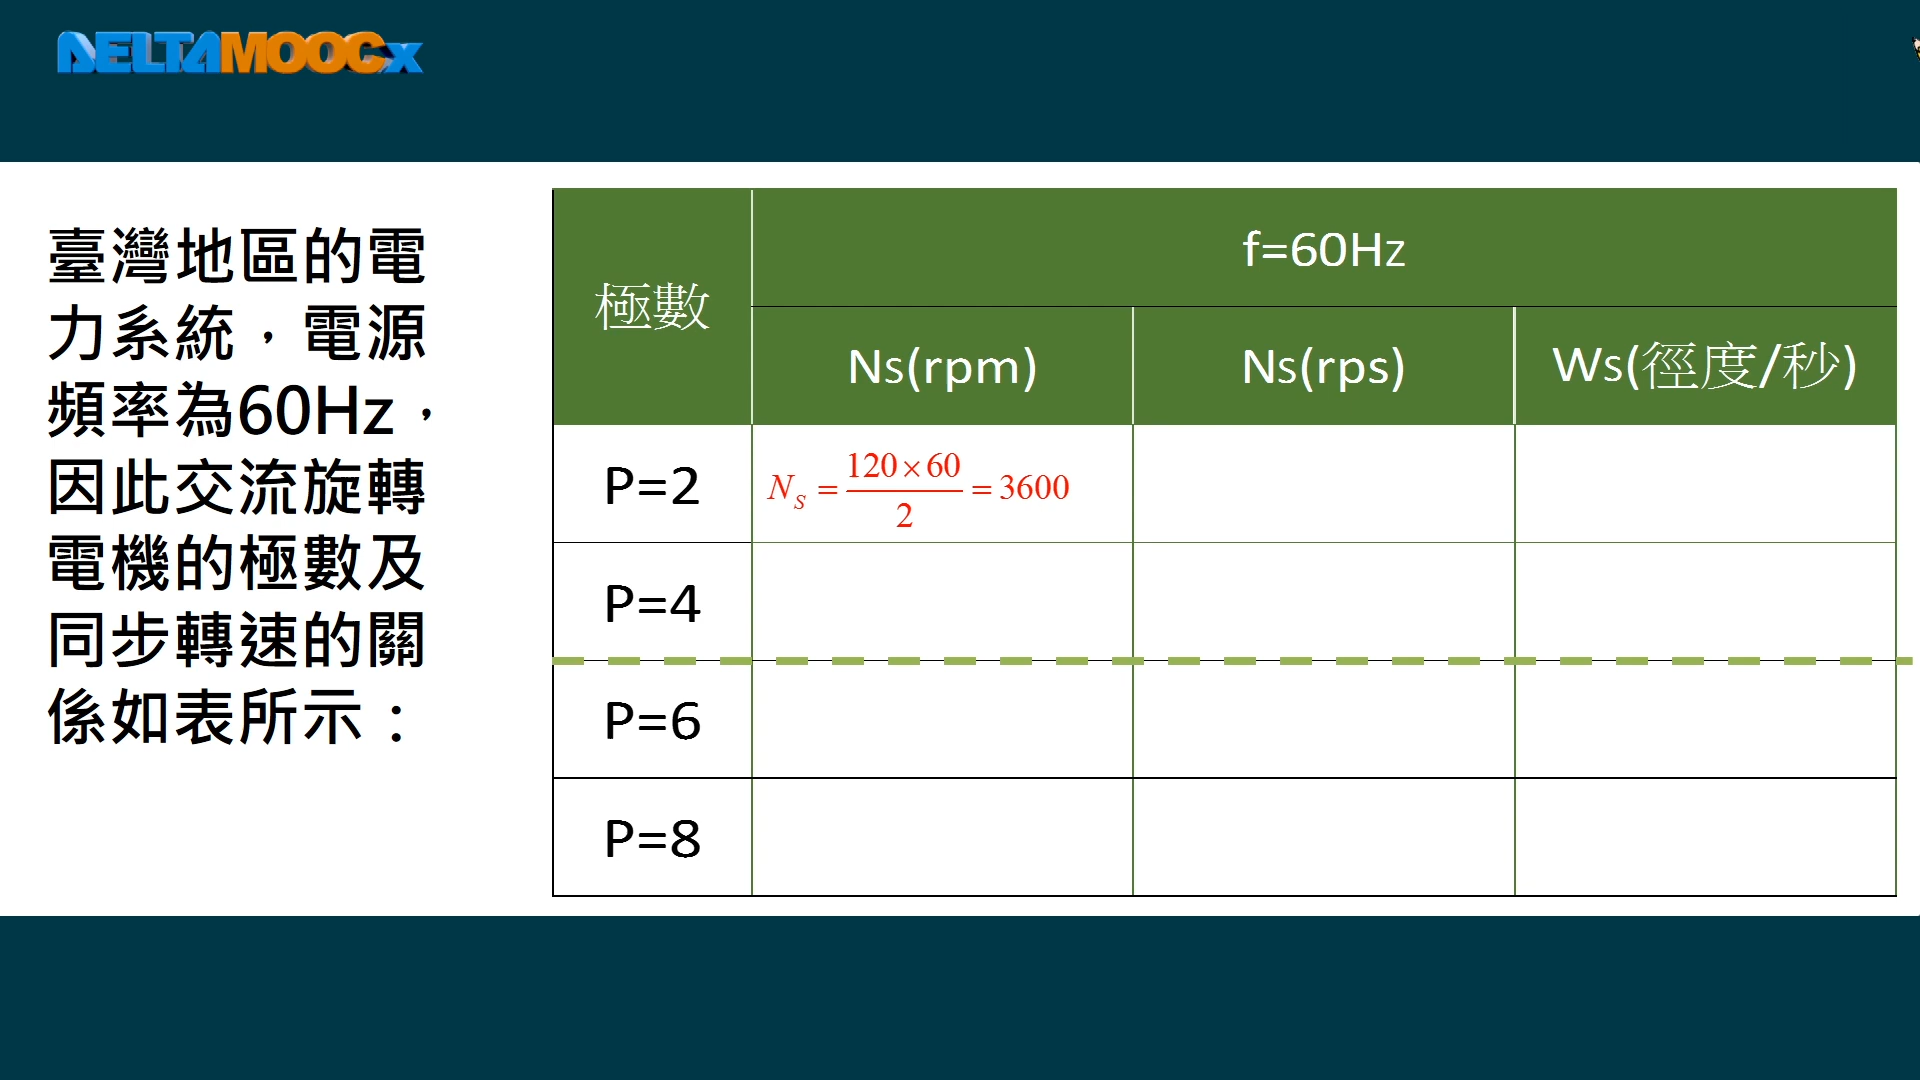 DELTAMOOCx
臺灣地區的電
力系統，電源
頻率為60Hz，
因此交流旋轉
電機的極數及
同步轉速的關
係如表所示：
極數
f=60Hz
Ns(rpm)
Ns(rps)
Ws(徑度/秒)
P=2
N_S = \frac{120×60}{2} = 3600
P=4
P=6
P=8